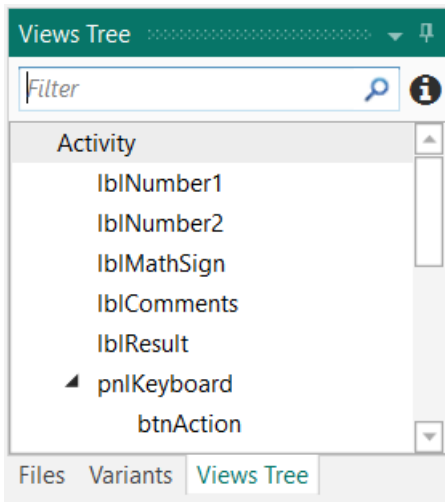 Views Tree
Filter
Activity
lblNumber1
lblNumber2
lblMathSign
lblComments
lblResult
pnlKeyboard
btnAction
Files Variants Views Tree